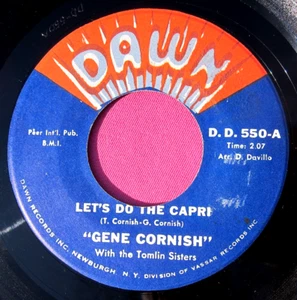 DAWN
Peer Int'l. Pub.
B.M.I.
D. D. 550-A
Time: 2.07
Arr. D. Davillo
LET'S DO THE CAPRI
(T. Cornish-G. Cornish)
"GENE CORNISH"
With the Tomlin Sisters
DAWN RECORDS INC. NEWBURGH, N. Y. DIVISION OF VASSAR RECORDS INC.